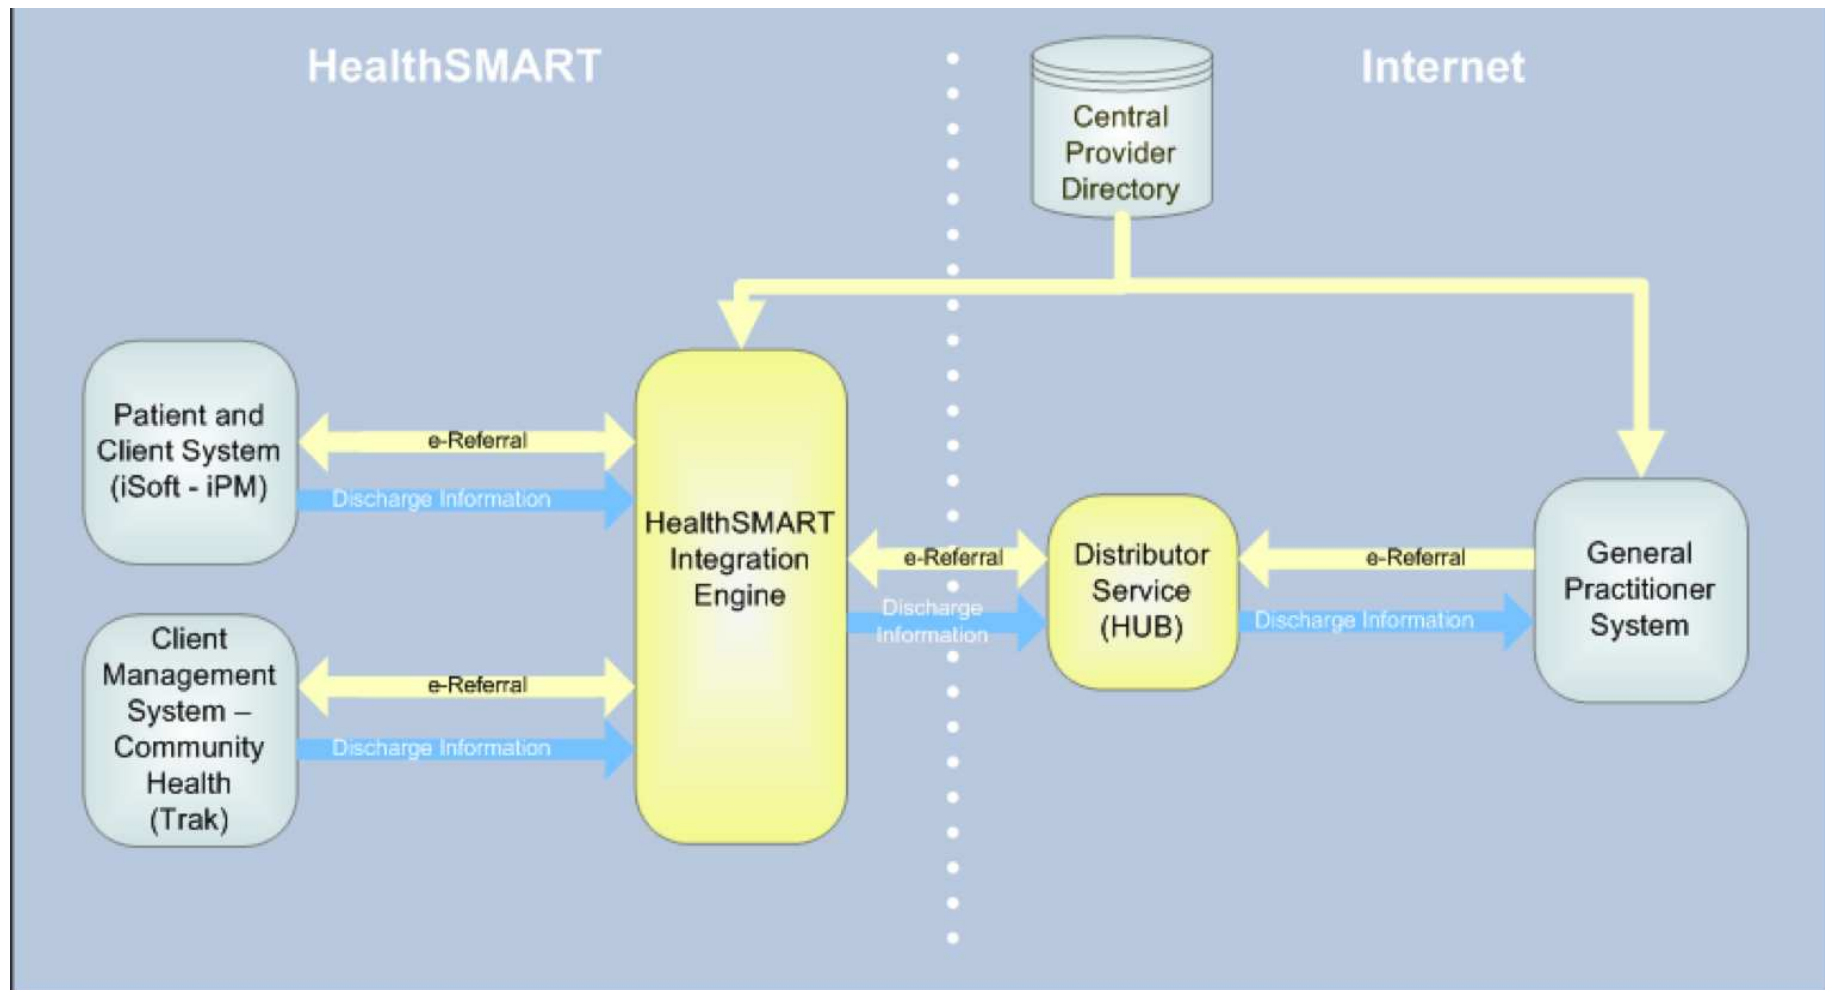 HealthSMART
Internet
Central
Provider
Directory
Patient and
Client System
(iSoft - iPM)
e-Referral
Discharge Information
Client
Management
System –
Community
Health
(Trak)
e-Referral
Discharge Information
HealthSMART
Integration
Engine
e-Referral
Discharge
Information
Distributor
Service
(HUB)
e-Referral
Discharge Information
General
Practitioner
System